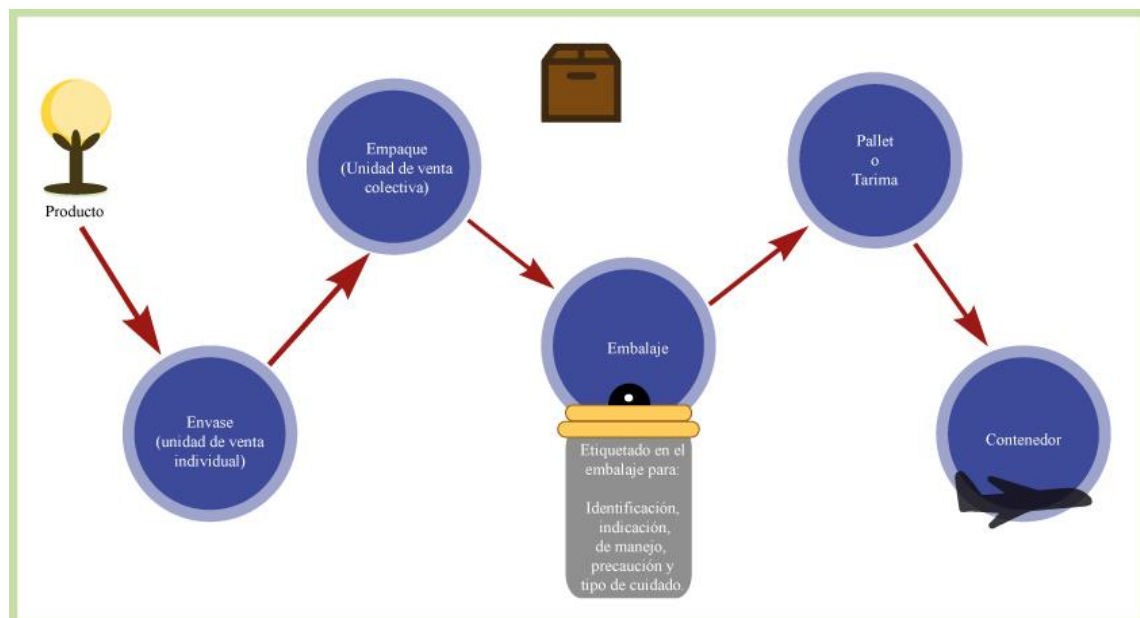 Producto
Envase
(unidad de venta
individual)
Empaque
(Unidad de venta
colectiva)
Embalaje
Etiquetado en el
embalaje para:
Identificación,
indicación,
de manejo,
precaución y
tipo de cuidado.
Pallet
o
Tarima
Contenedor